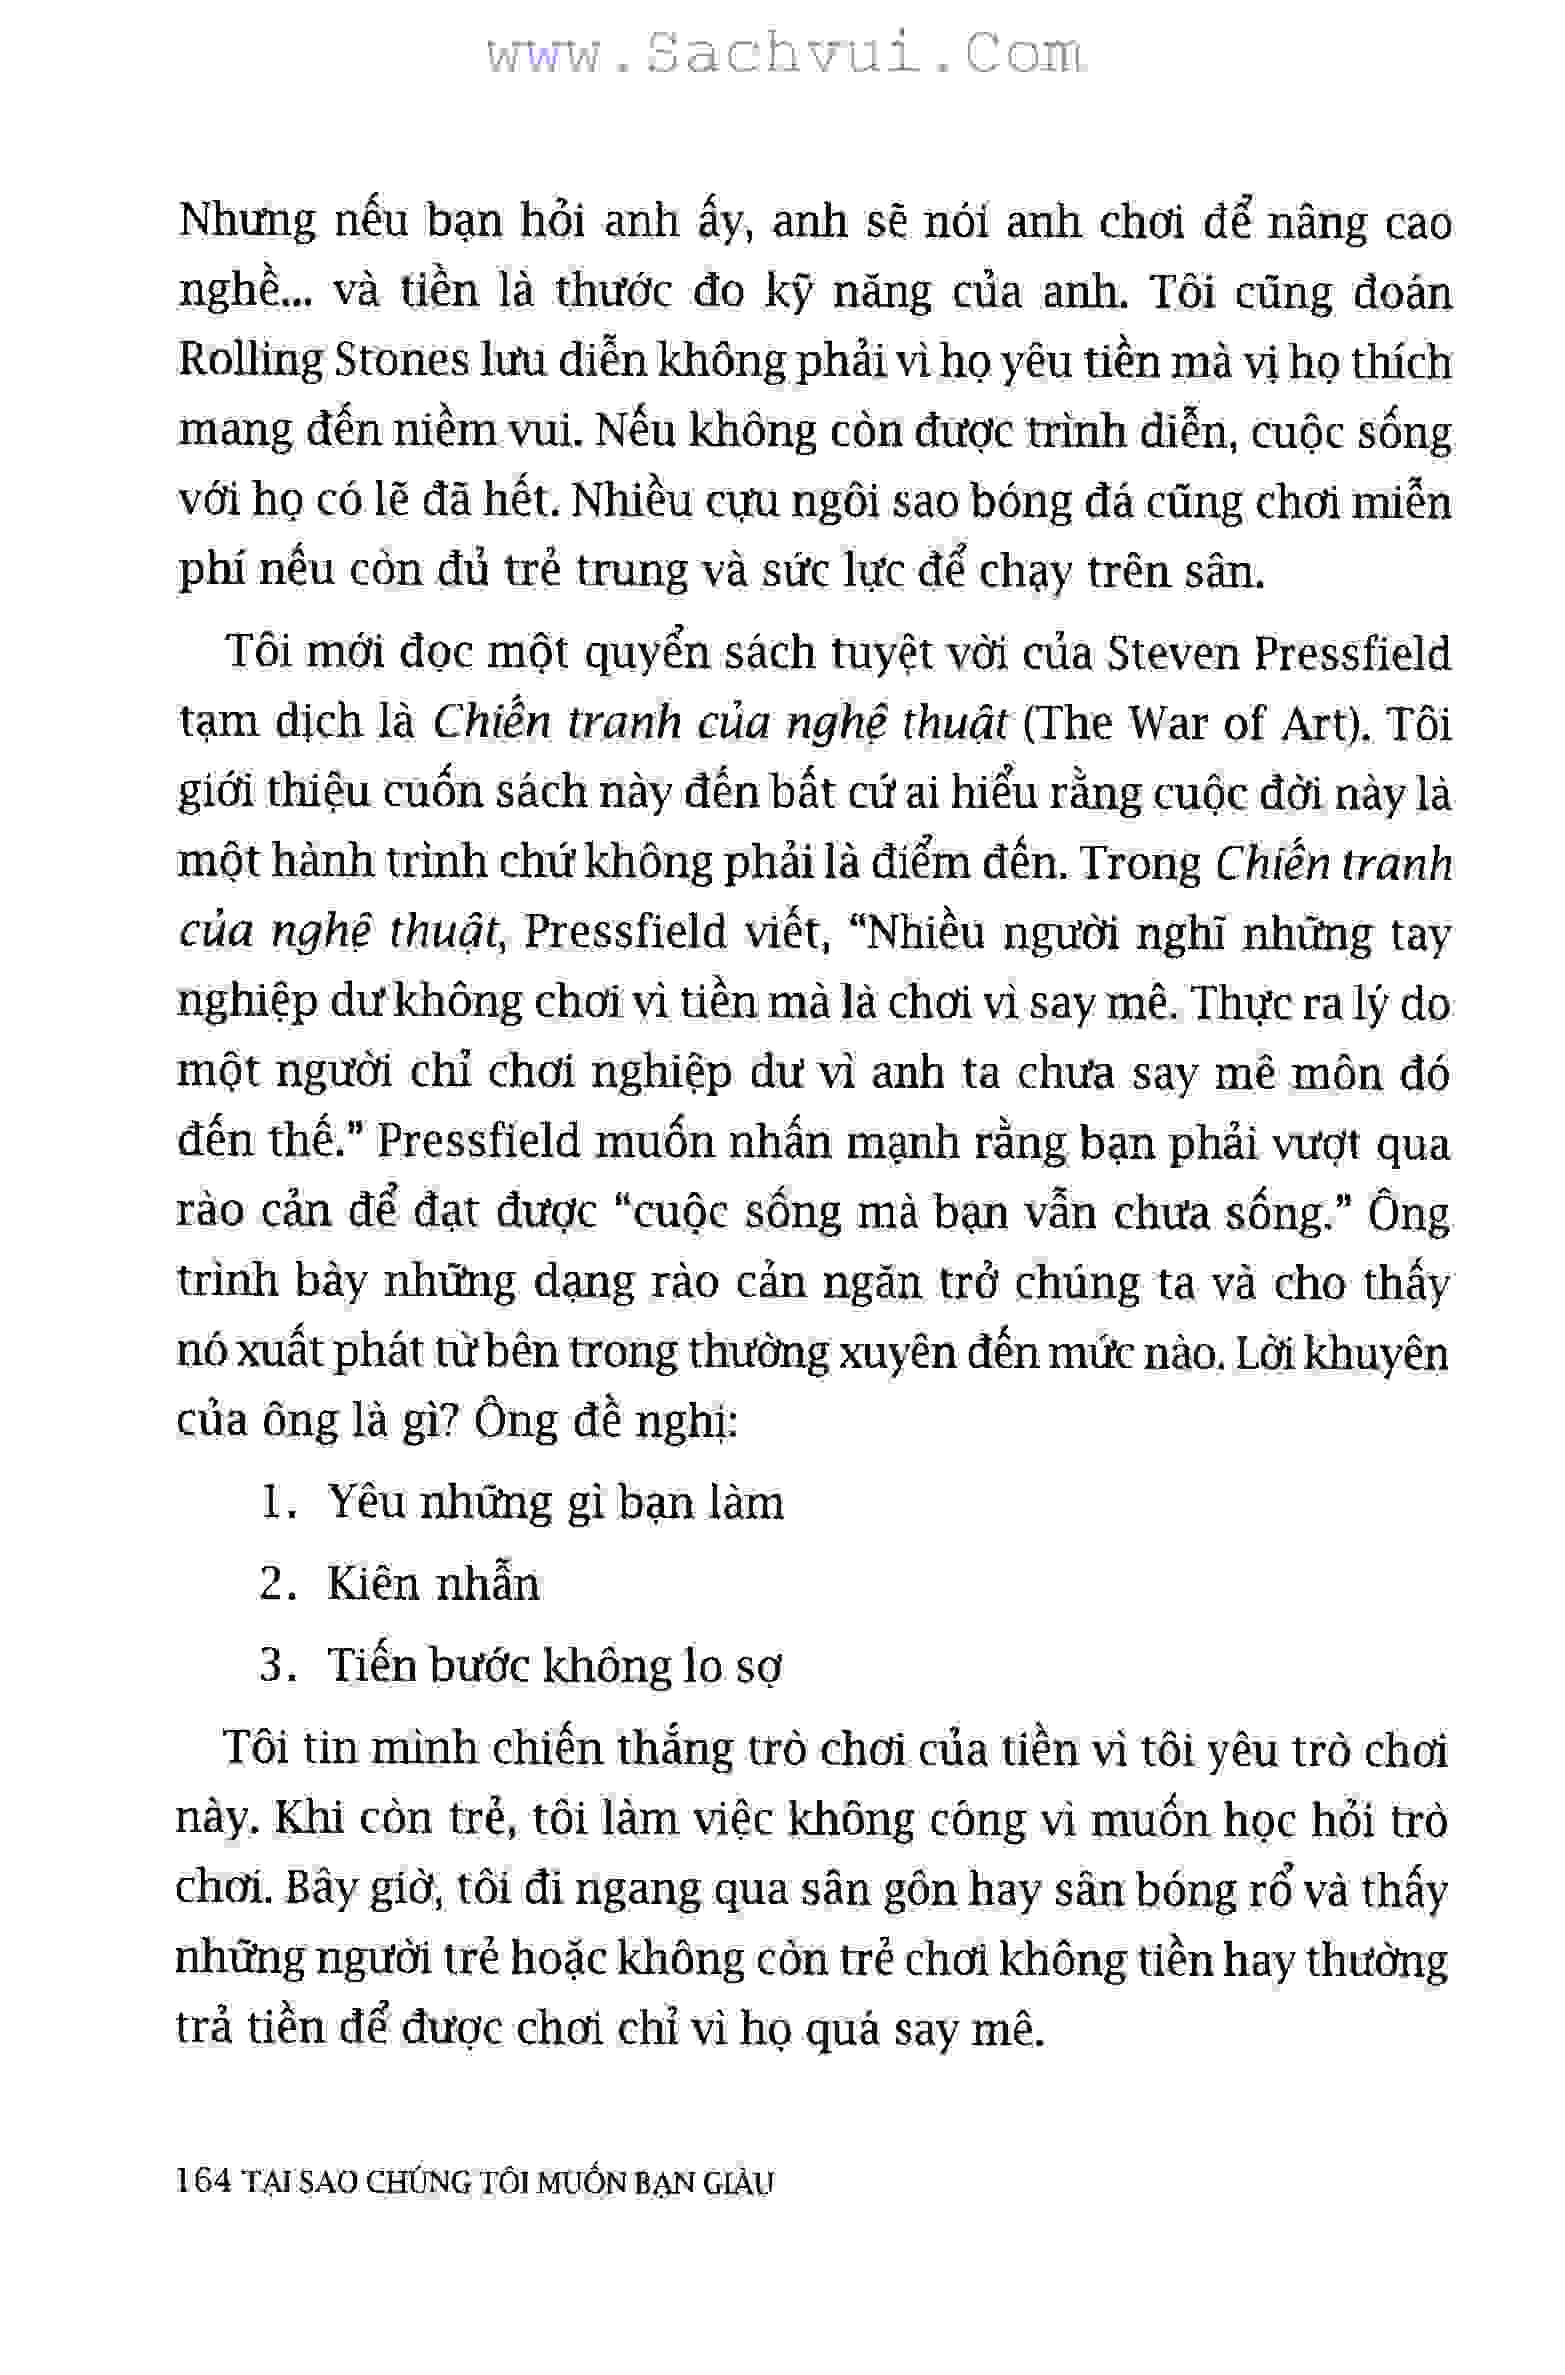 www.Sachvui.Com
Nhưng nếu bạn hỏi anh ấy, anh sẽ nói anh chơi để nâng cao
nghề... và tiền là thước đo kỹ năng của anh. Tôi cũng đoán
Rolling Stones lưu diễn không phải vì họ yêu tiền mà vị họ thích
mang đến niềm vui. Nếu không còn được trình diễn, cuộc sống
với họ có lẽ đã hết. Nhiều cựu ngôi sao bóng đá cũng chơi miễn
phí nếu còn đủ trẻ trung và sức lực để chạy trên sân.
Tôi mới đọc một quyển sách tuyệt vời của Steven Pressfield
tạm dịch là Chiến tranh của nghệ thuật (The War of Art). Tôi
giới thiệu cuốn sách này đến bất cứ ai hiểu rằng cuộc đời này là
một hành trình chứ không phải là điểm đến. Trong Chiến tranh
của nghệ thuật, Pressfield viết, “Nhiều người nghĩ những tay
nghiệp dư không chơi vì tiền mà là chơi vì say mê. Thực ra lý do
một người chỉ chơi nghiệp dư vì anh ta chưa say mê môn đó
đến thế.” Pressfield muốn nhấn mạnh rằng bạn phải vượt qua
rào cản để đạt được “cuộc sống mà bạn vẫn chưa sống.” Ông
trình bày những dạng rào cản ngăn trở chúng ta và cho thấy
nó xuất phát từ bên trong thường xuyên đến mức nào. Lời khuyên
của ông là gì? Ông đề nghị:
1. Yêu những gì bạn làm
2. Kiên nhẫn
3. Tiến bước không lo sợ
Tôi tin mình chiến thắng trò chơi của tiền vì tôi yêu trò chơi
này. Khi còn trẻ, tôi làm việc không công vì muốn học hỏi trò
chơi. Bây giờ, tôi đi ngang qua sân gôn hay sân bóng rổ và thấy
những người trẻ hoặc không còn trẻ chơi không tiền hay thường
trả tiền để được chơi chỉ vì họ quá say mê.
164 TẠI SAO CHÚNG TÔI MUỐN BẠN GIÀU